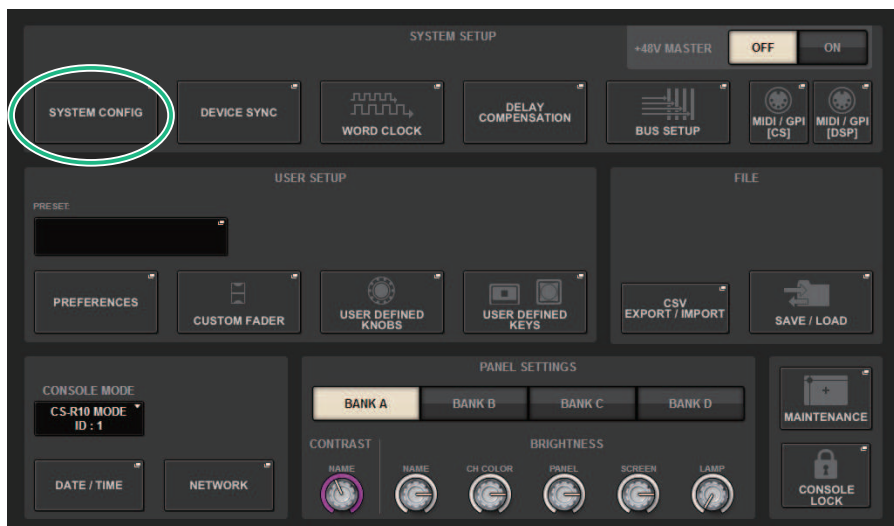 SYSTEM SETUP
+48V MASTER
OFF
ON
SYSTEM CONFIG
DEVICE SYNC
WORD CLOCK
DELAY
COMPENSATION
BUS SETUP
MIDI / GPI
[CS]
MIDI / GPI
[DSP]
USER SETUP
PRESET
PREFERENCES
CUSTOM FADER
USER DEFINED
KNOBS
USER DEFINED
KEYS
FILE
CSV
EXPORT / IMPORT
SAVE / LOAD
CONSOLE MODE
CS-R10 MODE
ID : 1
DATE / TIME
NETWORK
PANEL SETTINGS
BANK A
BANK B
BANK C
BANK D
CONTRAST
BRIGHTNESS
NAME
NAME
CH COLOR
PANEL
SCREEN
LAMP
MAINTENANCE
CONSOLE
LOCK